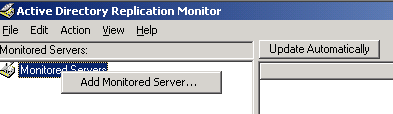 Active Directory Replication Monitor
File Edit Action View Help
Monitored Servers:
Update Automatically
Monitored Servers
Add Monitored Server...